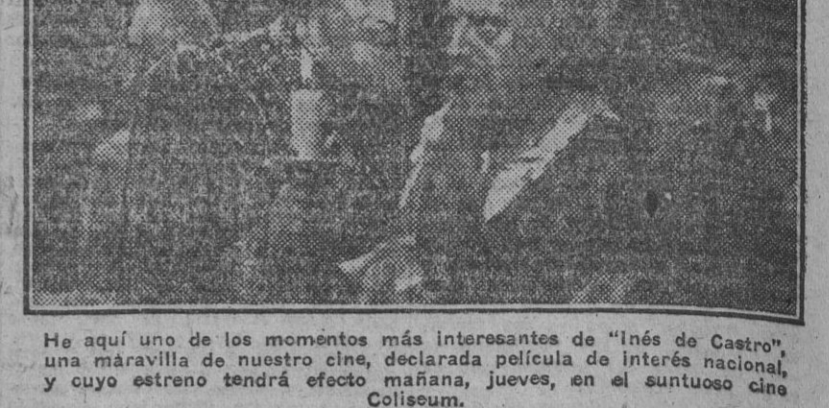 He aquí uno de los momentos más interesantes de "Inés de Castro",
una maravilla de nuestro cine, declarada película de interés nacional,
y cuyo estreno tendrá efecto mañana, jueves, en el suntuoso cine
Coliseum.